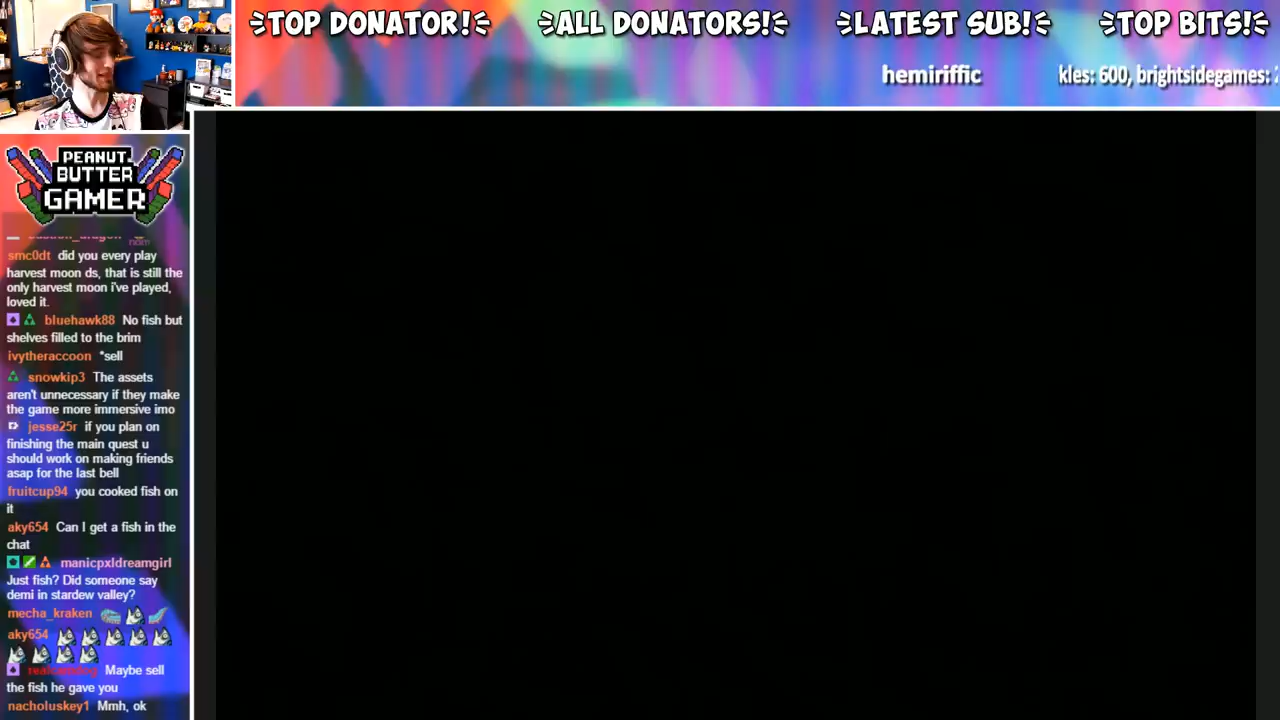 TOP DONATOR!
ALL DONATORS!
LATEST SUB!
TOP BITS!
hemiriffic
kles: 600, brightsidegames:
PEANUT
BUTTER
GAMER
smc0dt did you every play
harvest moon ds, that is still the
only harvest moon i've played,
loved it.
bluehawk88 No fish but
shelves filled to the brim
ivytheraccoon *sell
snowkip3 The assets
aren't unnecessary if they make
the game more immersive imo
jesse25r if you plan on
finishing the main quest u
should work on making friends
asap for the last bell
fruitcup94 you cooked fish on
it
aky654 Can I get a fish in the
chat
manicpxldreamgirl
Just fish? Did someone say
demi in stardew valley?
mecha_kraken
aky654
Maybe sell
the fish he gave you
nacholuskey1 Mmh, ok